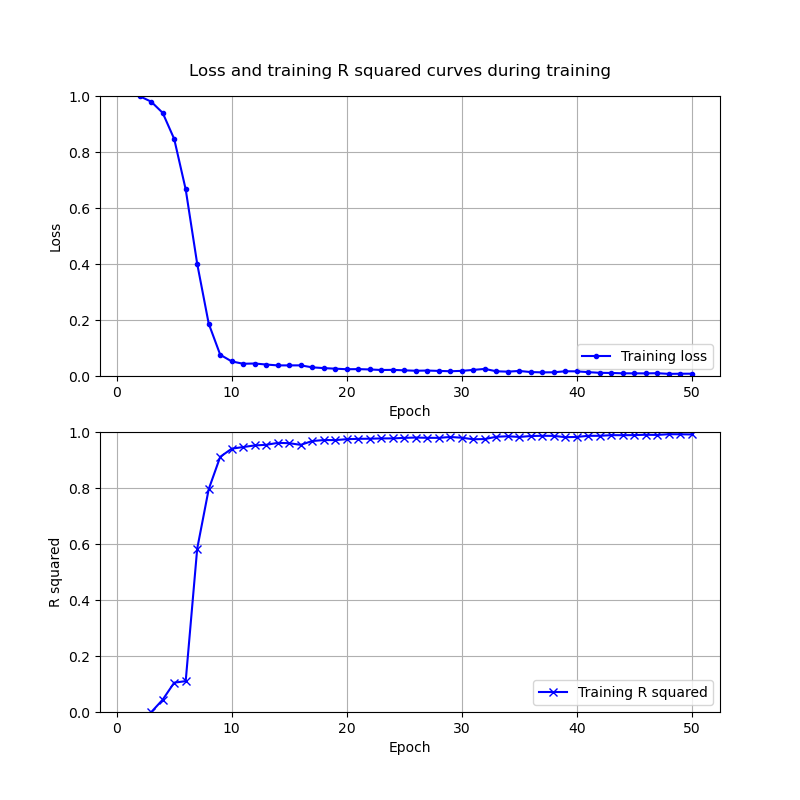 Loss and training R squared curves during training
1.0
0.8
0.6
0.4
0.2
0.0
Loss
Training loss
0 10 20 30 40 50
Epoch
1.0
0.8
0.6
0.4
0.2
0.0
R squared
Training R squared
0 10 20 30 40 50
Epoch